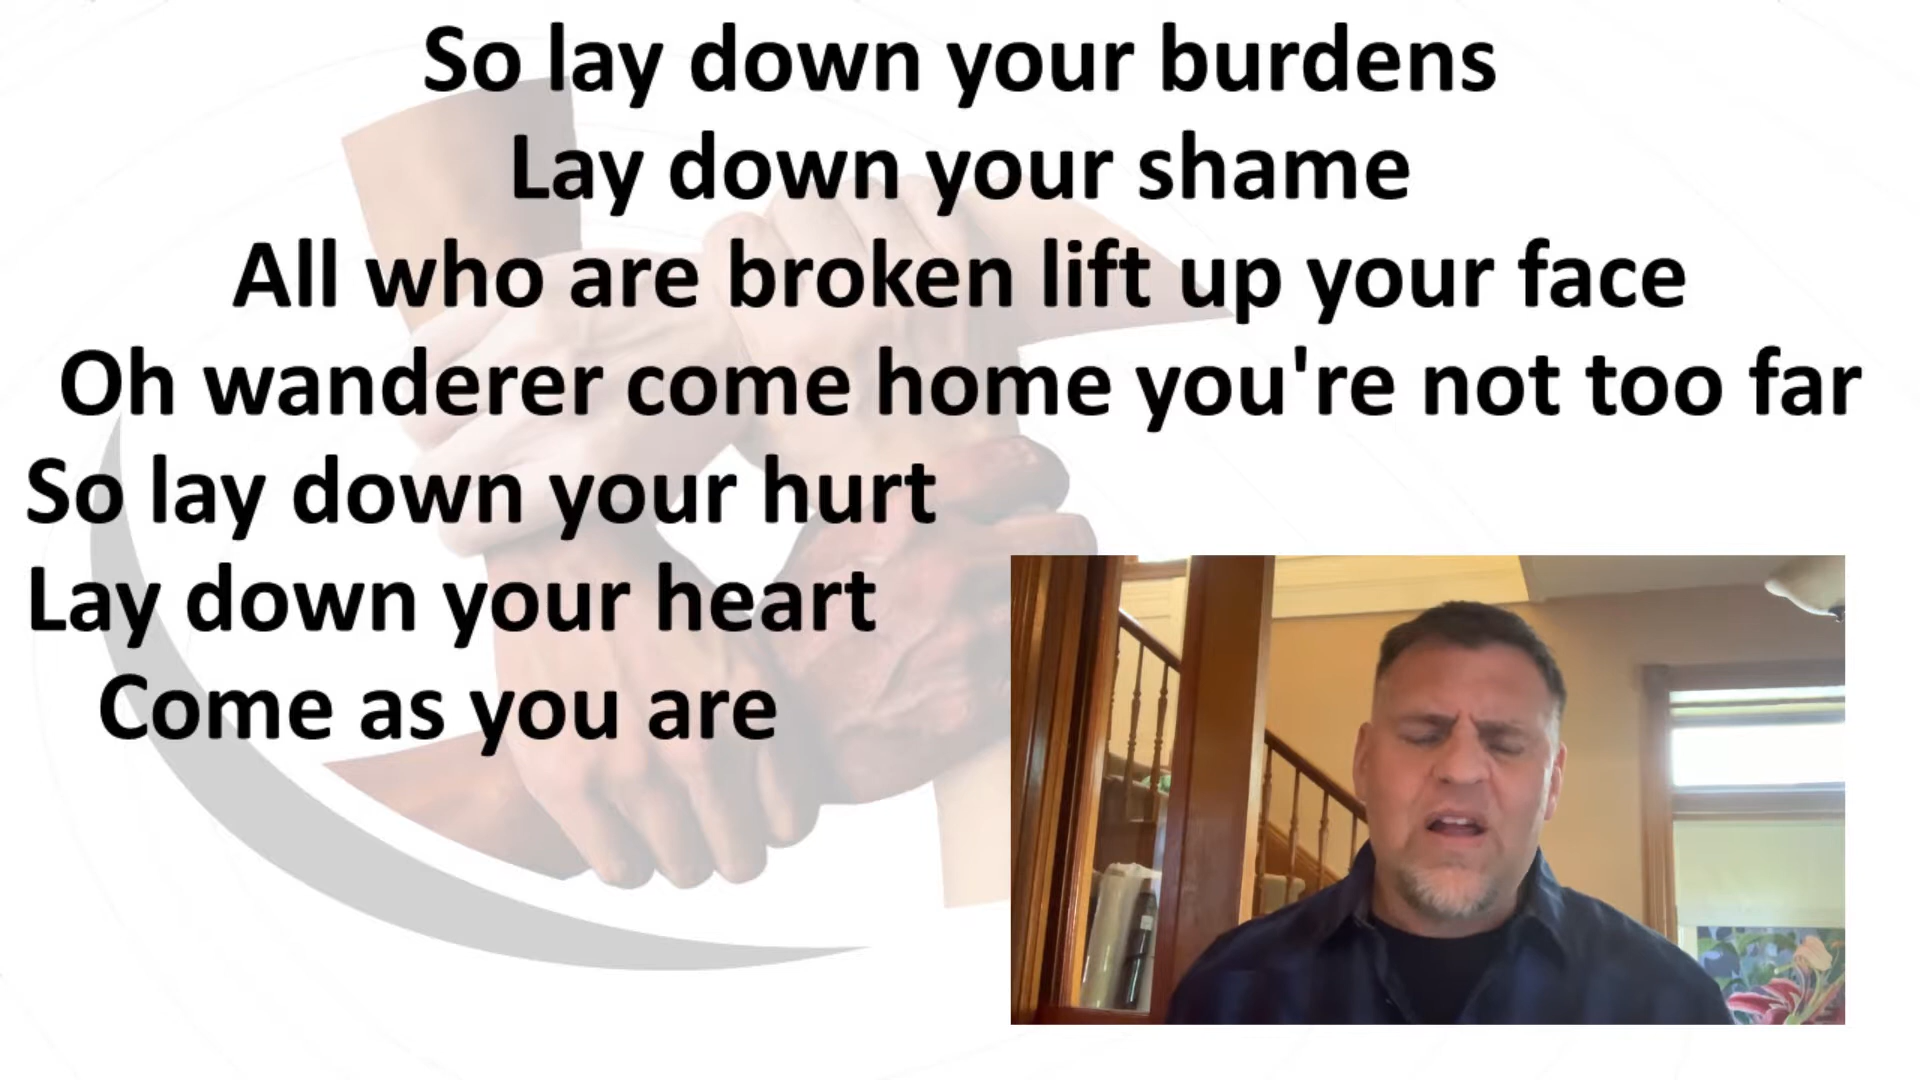 So lay down your burdens
Lay down your shame
All who are broken lift up your face
Oh wanderer come home you're not too far
So lay down your hurt
Lay down your heart
Come as you are